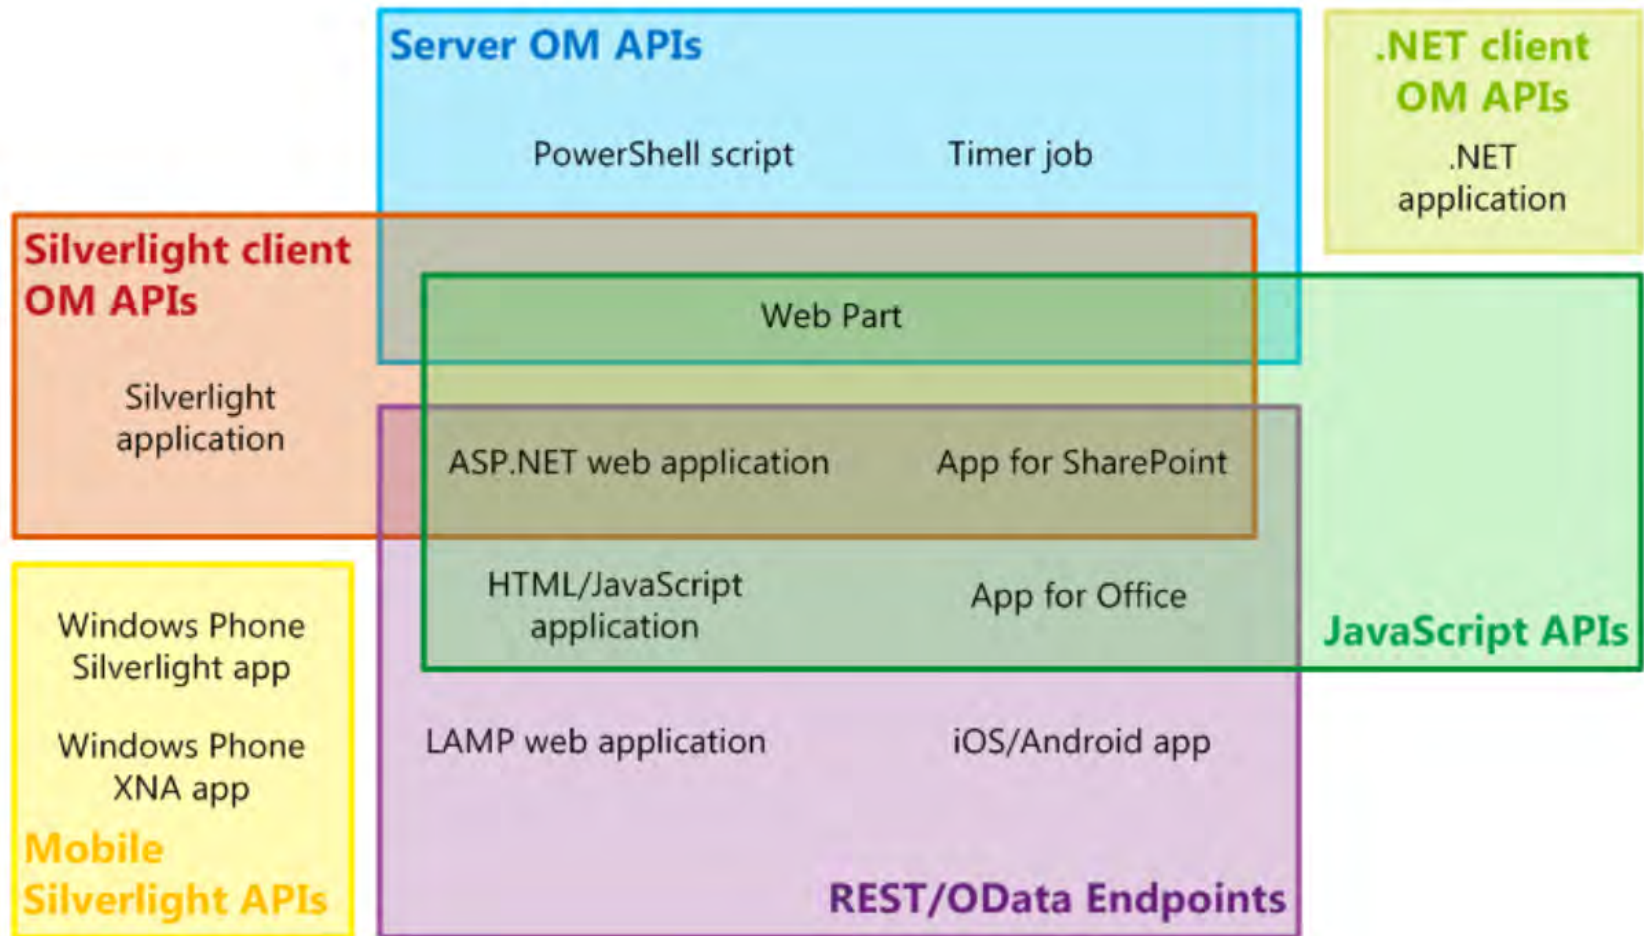 Server OM APIs
PowerShell script
Timer job
.NET client
OM APIs
.NET
application
Silverlight client
OM APIs
Silverlight
application
Web Part
ASP.NET web application
App for SharePoint
HTML/JavaScript
application
App for Office
JavaScript APIs
Windows Phone
Silverlight app
Windows Phone
XNA app
Mobile
Silverlight APIs
LAMP web application
iOS/Android app
REST/OData Endpoints